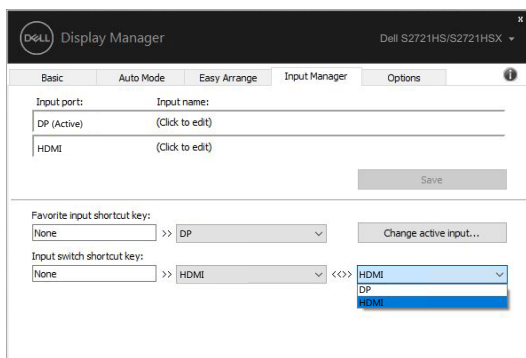 x
DELL Display Manager Dell S2721HS/S2721HSX
Basic Auto Mode Easy Arrange Input Manager Options i
Input port: Input name:
DP (Active) (Click to edit)
HDMI (Click to edit)
Save
Favorite input shortcut key:
None >> DP Change active input...
Input switch shortcut key:
None >> HDMI <<>> HDMI
DP
HDMI